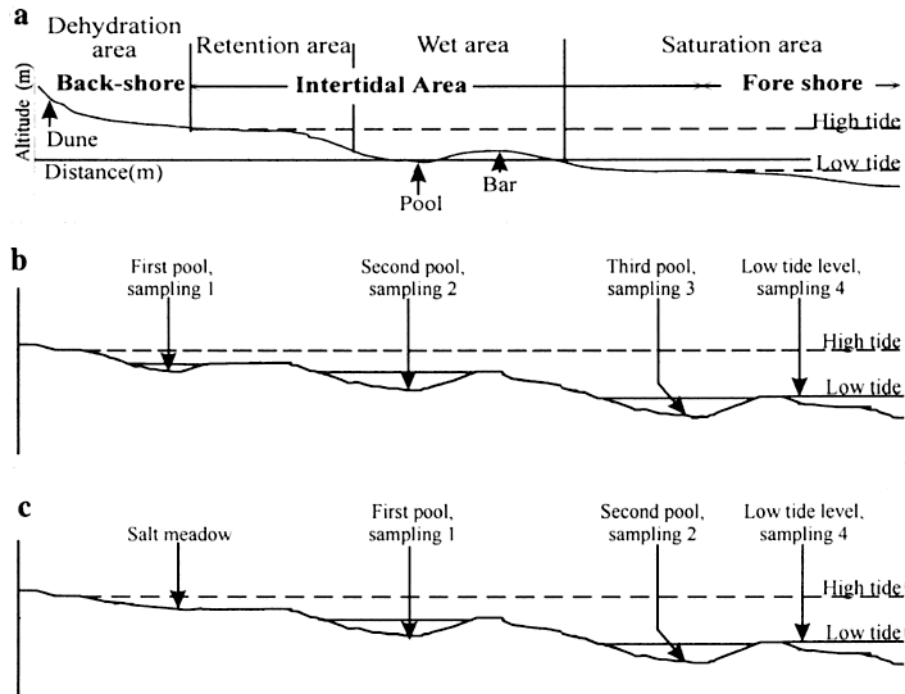 a
Dehydration
area
Retention area
Wet area
Saturation area
Back-shore
Intertidal Area
Fore shore
Altitude (m)
High tide
Dune
Low tide
Distance(m)
Pool
Bar
b
First pool,
sampling 1
Second pool,
sampling 2
Third pool,
sampling 3
Low tide level,
sampling 4
High tide
Low tide
c
Salt meadow
First pool,
sampling 1
Second pool,
sampling 2
Low tide level,
sampling 4
High tide
Low tide